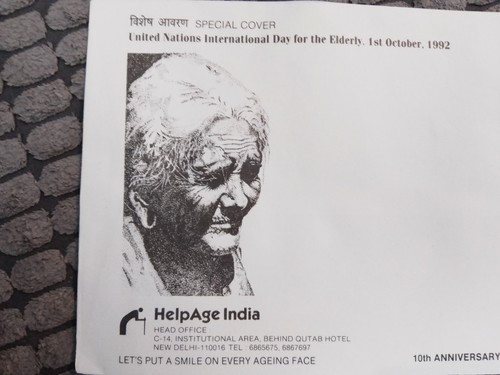 विशेष आवरण SPECIAL COVER
United Nations International Day for the Elderly. 1st October, 1992
HelpAge India
HEAD OFFICE :
C-14, INSTITUTIONAL AREA, BEHIND QUTAB HOTEL
NEW DELHI-110016 TEL : 6865675, 6867697
LET'S PUT A SMILE ON EVERY AGEING FACE
10th ANNIVERSARY